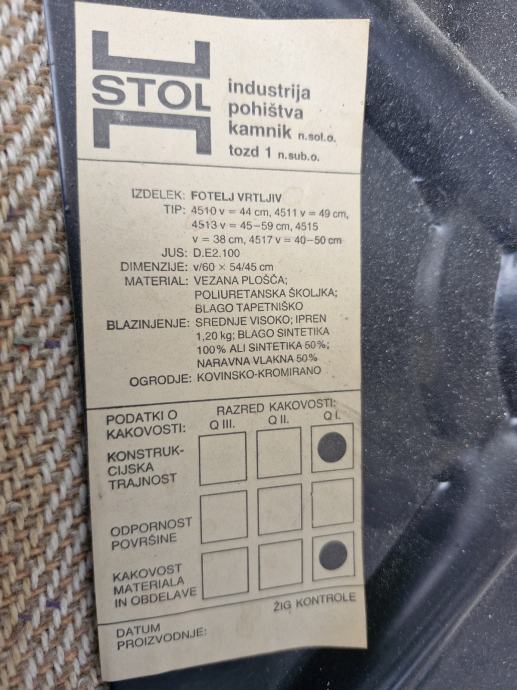 STOL
industrija
pohištva
kamnik n.sol.o.
tozd 1 n.sub.o.
IZDELEK: FOTELJ VRTLJIV
TIP: 4510 v = 44 cm, 4511 v = 49 cm,
4513 v = 45-59 cm, 4515
v = 38 cm, 4517 v = 40-50 cm
JUS: D.E2.100
DIMENZIJE: v/60 × 54/45 cm
MATERIAL: VEZANA PLOŠČA;
POLIURETANSKA ŠKOLJKA;
BLAGO TAPETNIŠKO
BLAZINJENJE: SREDNJE VISOKO; IPREN
1,20 kg; BLAGO SINTETIKA
100% ALI SINTETIKA 50%;
NARAVNA VLAKNA 50%
OGRODJE: KOVINSKO-KROMIRANO
PODATKI O KAKOVOSTI:
RAZRED KAKOVOSTI:
Q III. Q II. Q I.
KONSTRUK-
CIJSKA
TRAJNOST
ODPORNOST
POVRŠINE
KAKOVOST
MATERIALA
IN OBDELAVE
ŽIG KONTROLE
DATUM
PROIZVODNJE: